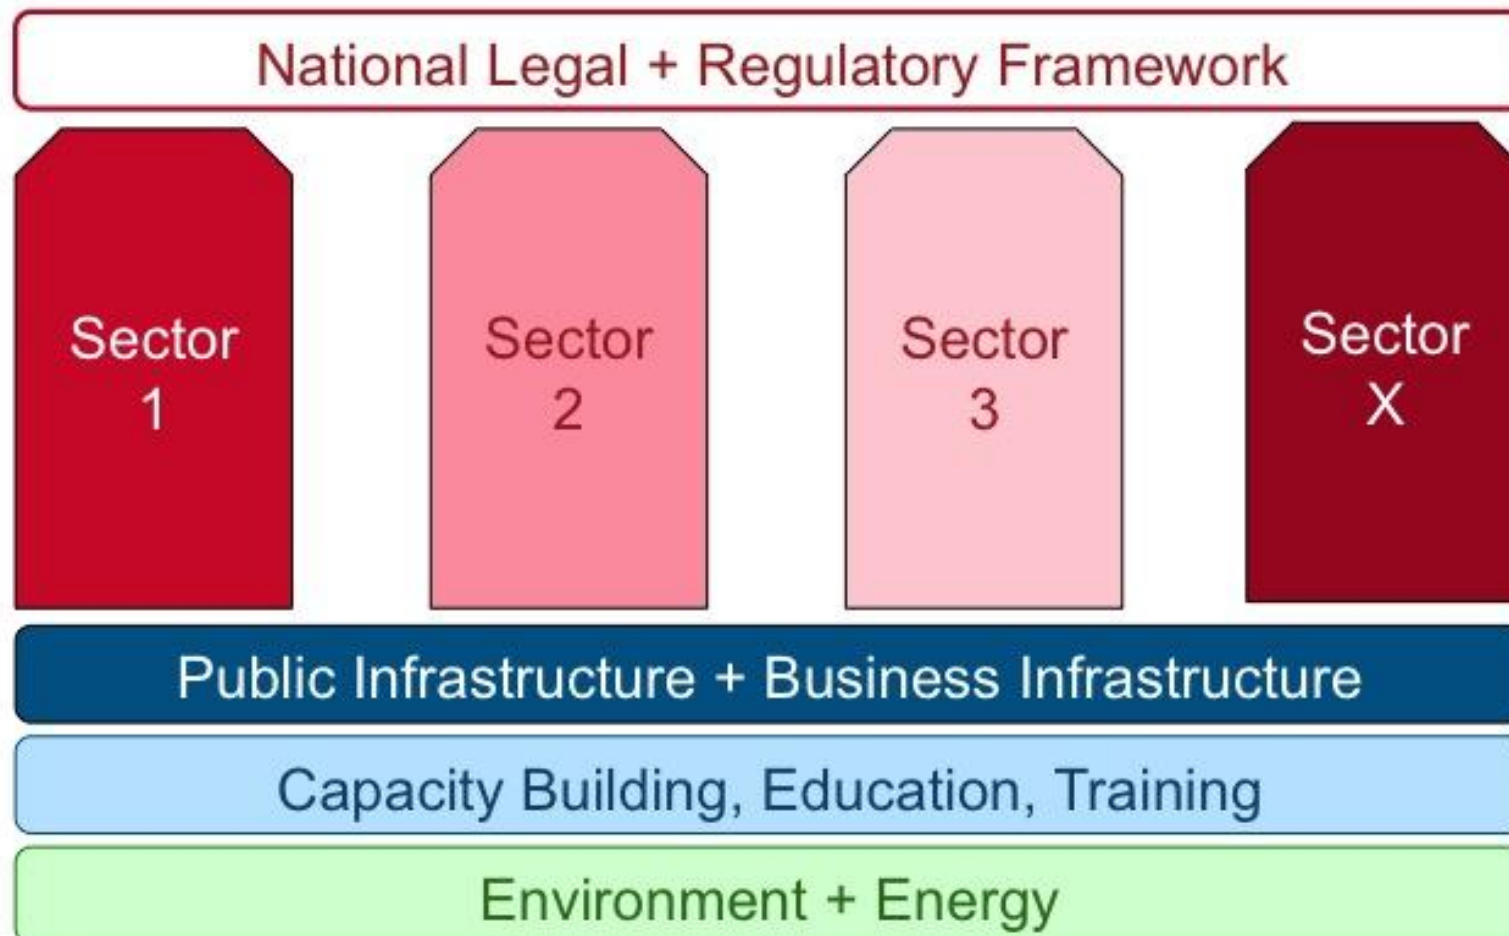 National Legal + Regulatory Framework
Sector
1
Sector
2
Sector
3
Sector
X
Public Infrastructure + Business Infrastructure
Capacity Building, Education, Training
Environment + Energy